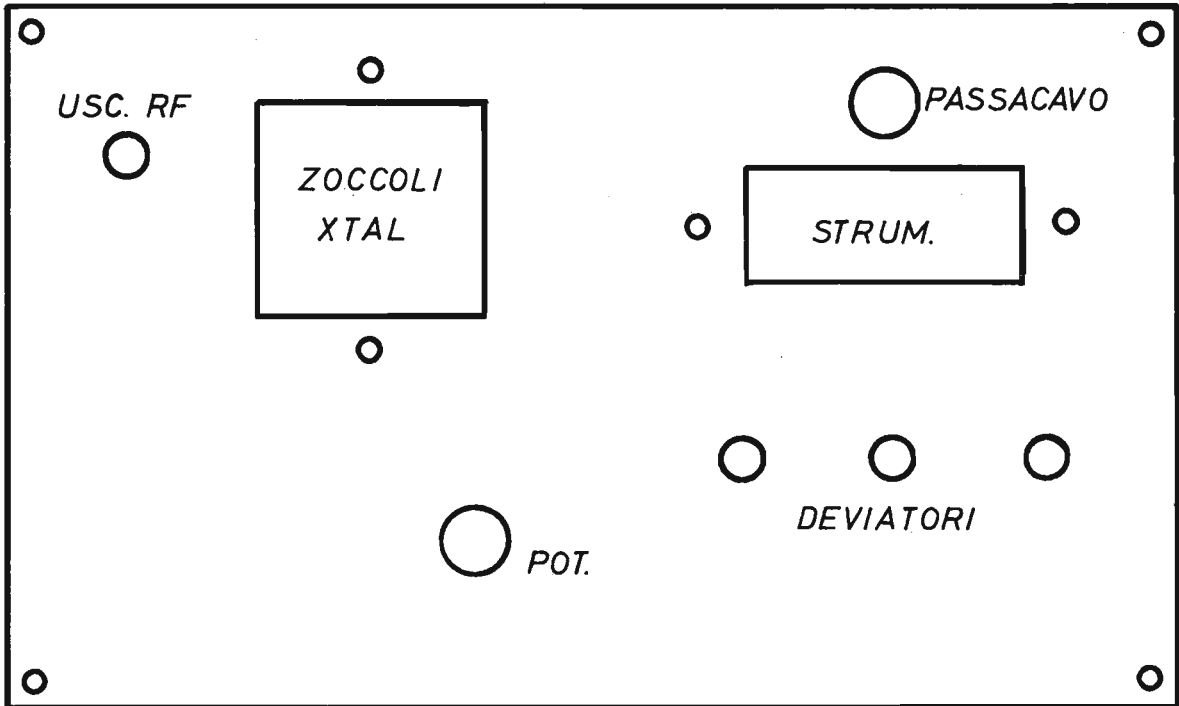 USC. RF
PASSACAVO
ZOCCOLI
XTAL
STRUM.
DEVIATORI
POT.